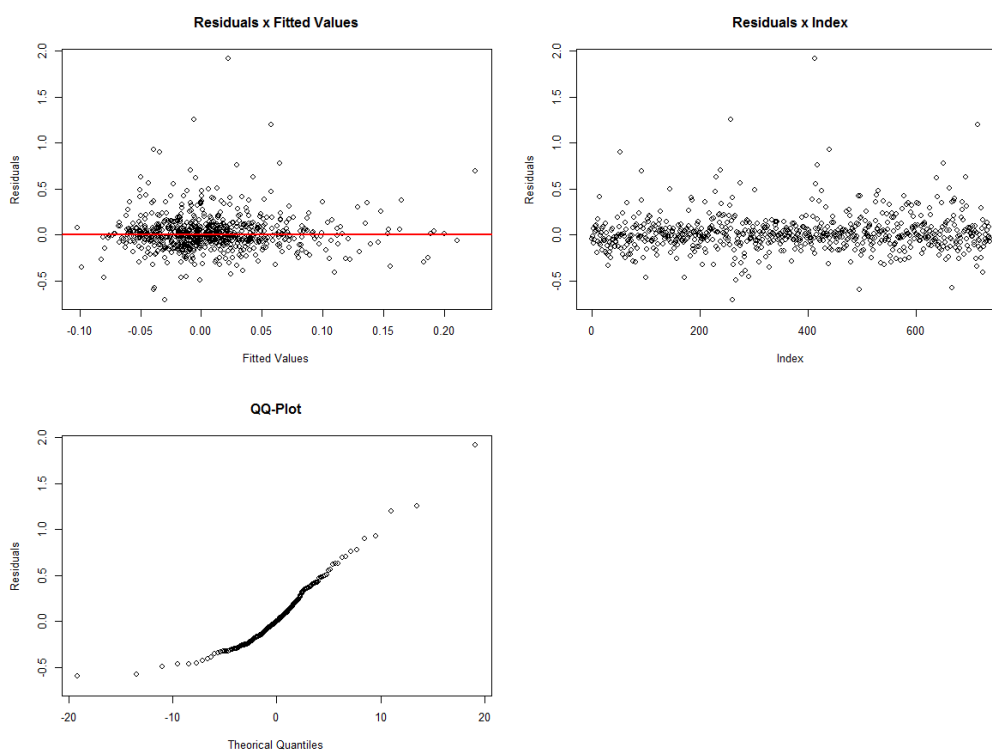 Residuals x Fitted Values
Residuals
2.0
1.5
1.0
0.5
0.0
-0.5
-0.10 -0.05 0.00 0.05 0.10 0.15 0.20
Fitted Values
Residuals x Index
Residuals
2.0
1.5
1.0
0.5
0.0
-0.5
0 200 400 600
Index
QQ-Plot
Residuals
2.0
1.5
1.0
0.5
0.0
-0.5
-20 -10 0 10 20
Theorical Quantiles